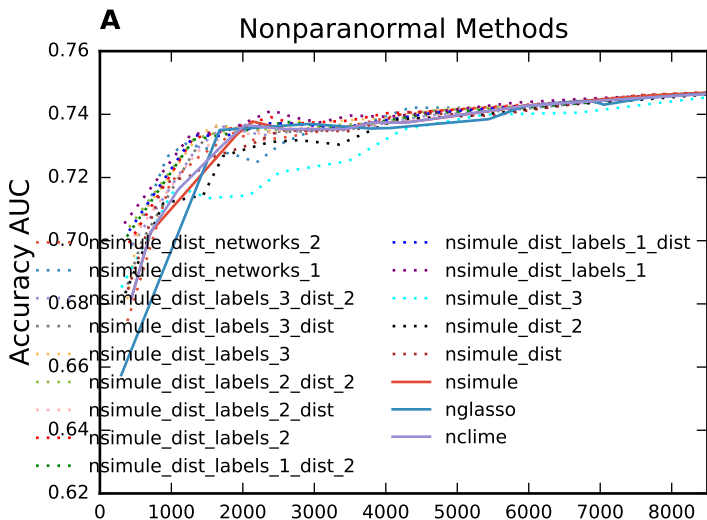 A
Nonparanormal Methods
0.76
0.74
0.72
0.70
0.68
0.66
0.64
0.62
Accuracy AUC
nsimule_dist_networks_2
nsimule_dist_networks_1
nsimule_dist_labels_3_dist_2
nsimule_dist_labels_3_dist
nsimule_dist_labels_3
nsimule_dist_labels_2_dist_2
nsimule_dist_labels_2_dist
nsimule_dist_labels_2
nsimule_dist_labels_1_dist_2
nsimule_dist_labels_1_dist
nsimule_dist_labels_1
nsimule_dist_3
nsimule_dist_2
nsimule_dist
nsimule
nglasso
nclime
0 1000 2000 3000 4000 5000 6000 7000 8000